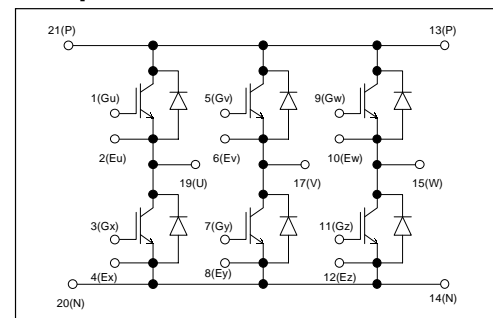 21(P) 13(P)
1(Gu) 5(Gv) 9(Gw)
2(Eu) 6(Ev) 10(Ew)
19(U) 17(V) 15(W)
3(Gx) 7(Gy) 11(Gz)
4(Ex) 8(Ey) 12(Ez)
20(N) 14(N)